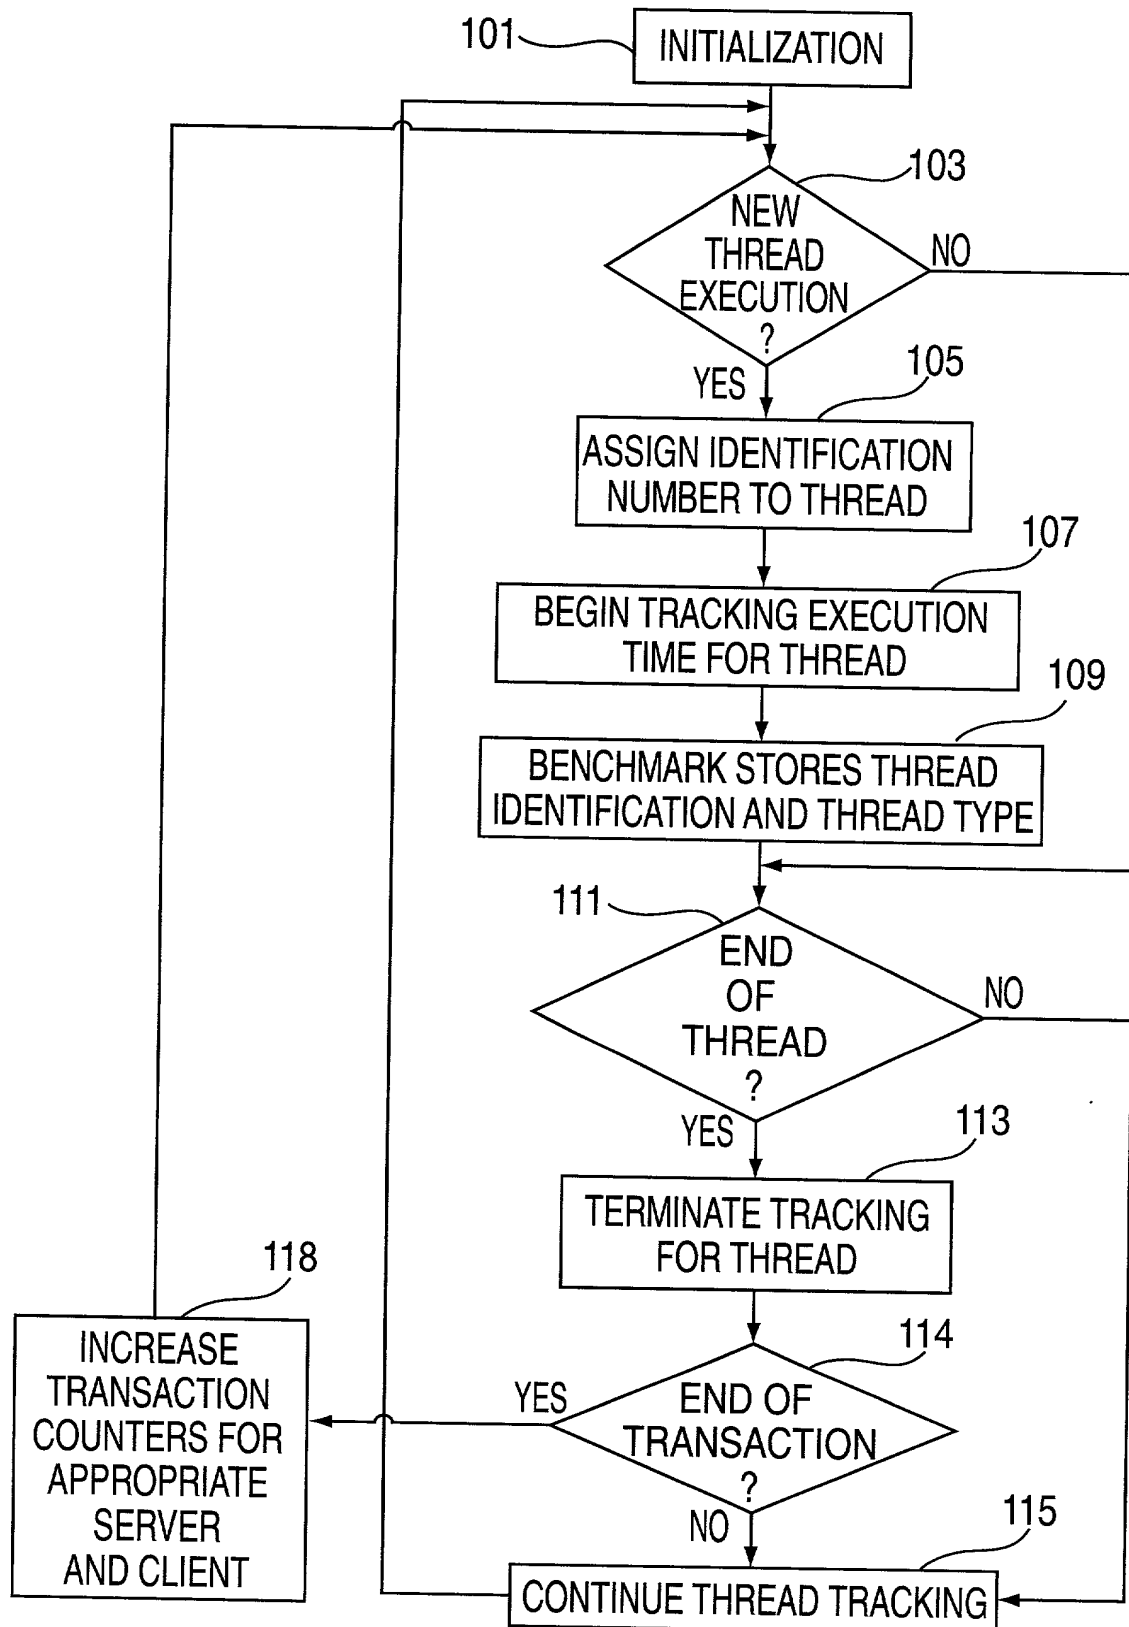 101
INITIALIZATION
103
NEW
THREAD
EXECUTION
?
NO
YES
105
ASSIGN IDENTIFICATION
NUMBER TO THREAD
107
BEGIN TRACKING EXECUTION
TIME FOR THREAD
109
BENCHMARK STORES THREAD
IDENTIFICATION AND THREAD TYPE
111
END
OF
THREAD
?
NO
YES
113
TERMINATE TRACKING
FOR THREAD
114
END OF
TRANSACTION
?
YES
NO
118
INCREASE
TRANSACTION
COUNTERS FOR
APPROPRIATE
SERVER
AND CLIENT
115
CONTINUE THREAD TRACKING